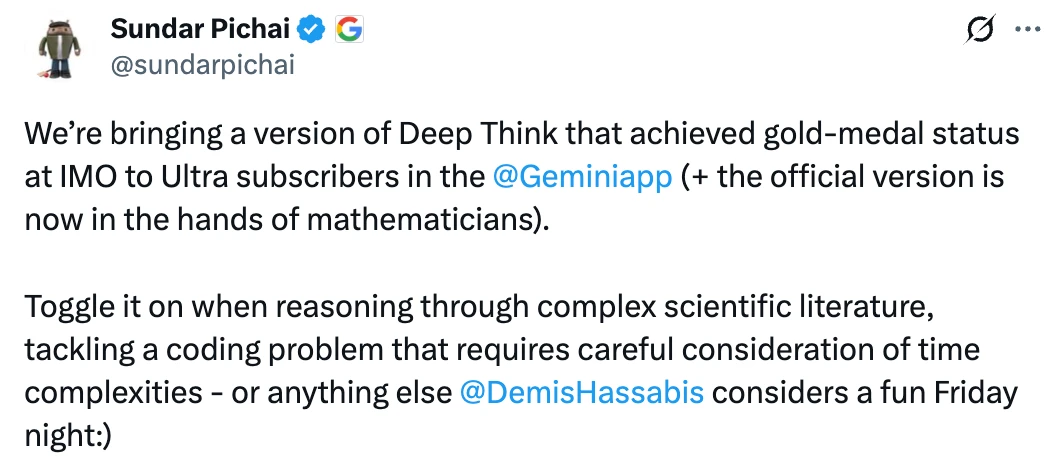 Sundar Pichai
@sundarpichai
We’re bringing a version of Deep Think that achieved gold-medal status
at IMO to Ultra subscribers in the @Geminiapp (+ the official version is
now in the hands of mathematicians).
Toggle it on when reasoning through complex scientific literature,
tackling a coding problem that requires careful consideration of time
complexities - or anything else @DemisHassabis considers a fun Friday
night:)